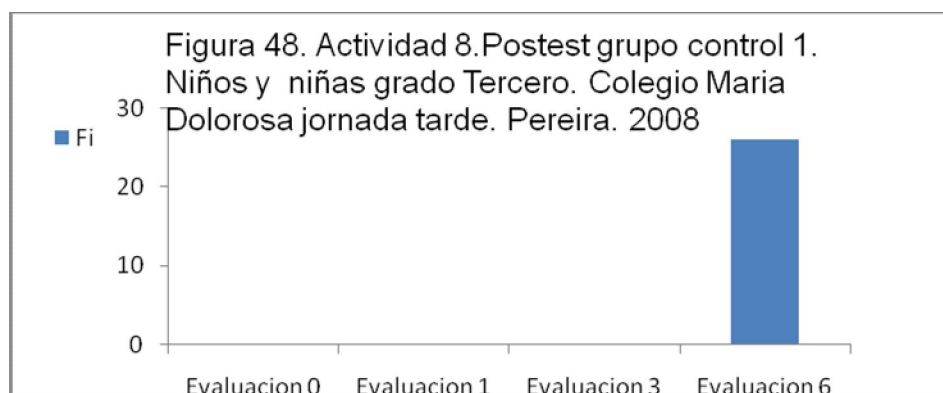 Figura 48. Actividad 8.Postest grupo control 1.
Niños y niñas grado Tercero. Colegio Maria
Dolorosa jornada tarde. Pereira. 2008
30
20
10
0
Fi
Evaluacion 0 Evaluacion 1 Evaluacion 3 Evaluacion 6